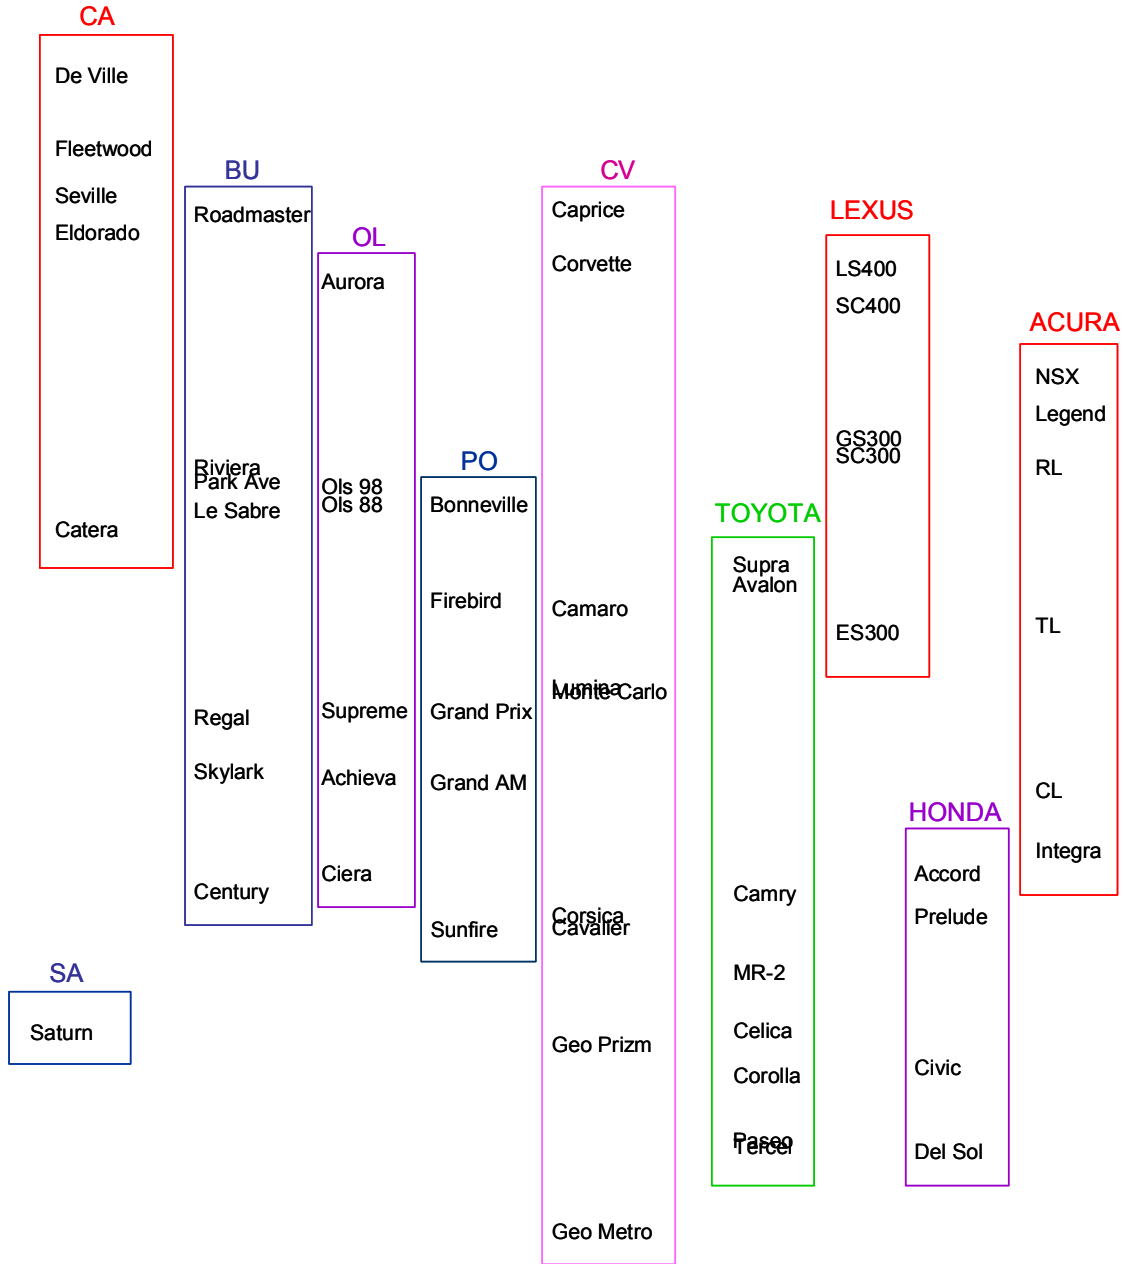 CA
De Ville
Fleetwood
Seville
Eldorado
Catera
BU
Roadmaster
Riviera
Park Ave
Le Sabre
Regal
Skylark
Century
OL
Aurora
Ols 98
Ols 88
Supreme
Achieva
Ciera
PO
Bonneville
Firebird
Grand Prix
Grand AM
Sunfire
CV
Caprice
Corvette
Camaro
Lumina
Monte Carlo
Corsica
Cavalier
Geo Prizm
Geo Metro
TOYOTA
Supra
Avalon
Camry
MR-2
Celica
Corolla
Paseo
Tercel
LEXUS
LS400
SC400
GS300
SC300
ES300
HONDA
Accord
Prelude
Civic
Del Sol
ACURA
NSX
Legend
RL
TL
CL
Integra
SA
Saturn